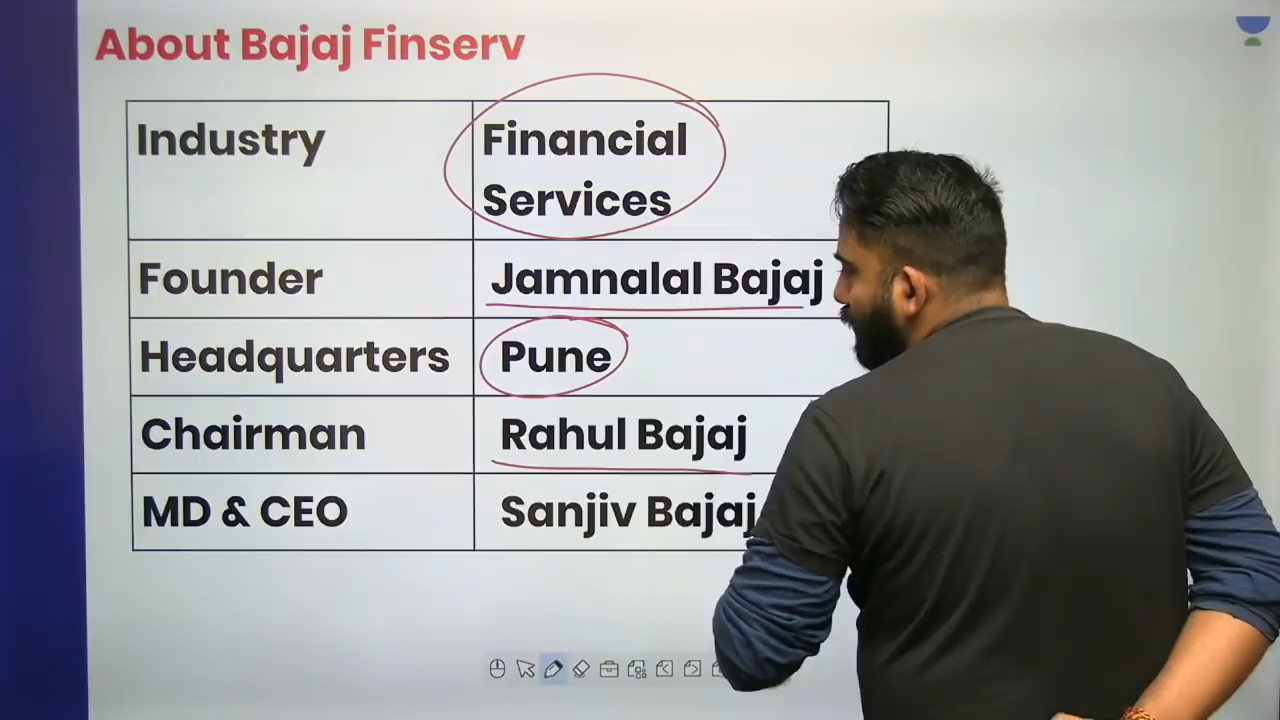 About Bajaj Finserv
Industry
Financial
Services
Founder
Jamnalal Bajaj
Headquarters
Pune
Chairman
Rahul Bajaj
MD & CEO
Sanjiv Bajaj